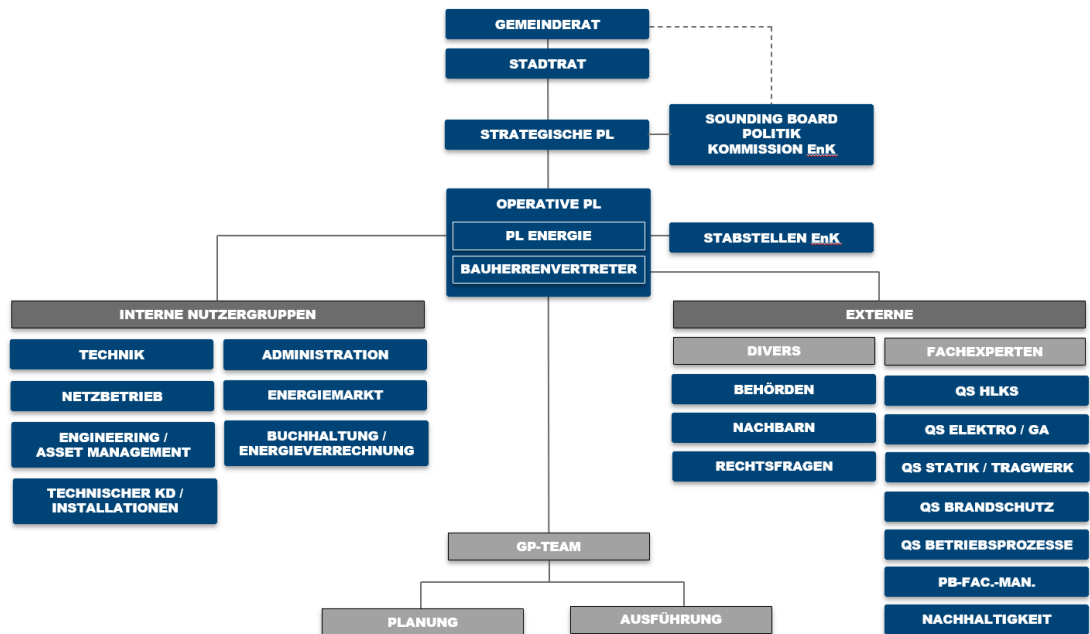 GEMEINDERAT
STADTRAT
STRATEGISCHE PL
SOUNDING BOARD
POLITIK
KOMMISSION EnK
OPERATIVE PL
PL ENERGIE
BAUHERRENVERTRETER
STABSTELLEN EnK
INTERNE NUTZERGRUPPEN
TECHNIK
NETZBETRIEB
ENGINEERING /
ASSET MANAGEMENT
TECHNISCHER KD /
INSTALLATIONEN
ADMINISTRATION
ENERGIEMARKT
BUCHHALTUNG /
ENERGIEVERRECHNUNG
EXTERNE
DIVERS
BEHÖRDEN
NACHBARN
RECHTSFRAGEN
FACHEXPERTEN
QS HLKS
QS ELEKTRO / GA
QS STATIK / TRAGWERK
QS BRANDSCHUTZ
QS BETRIEBSPROZESSE
PB-FAC.-MAN.
NACHHALTIGKEIT
GP-TEAM
PLANUNG
AUSFÜHRUNG